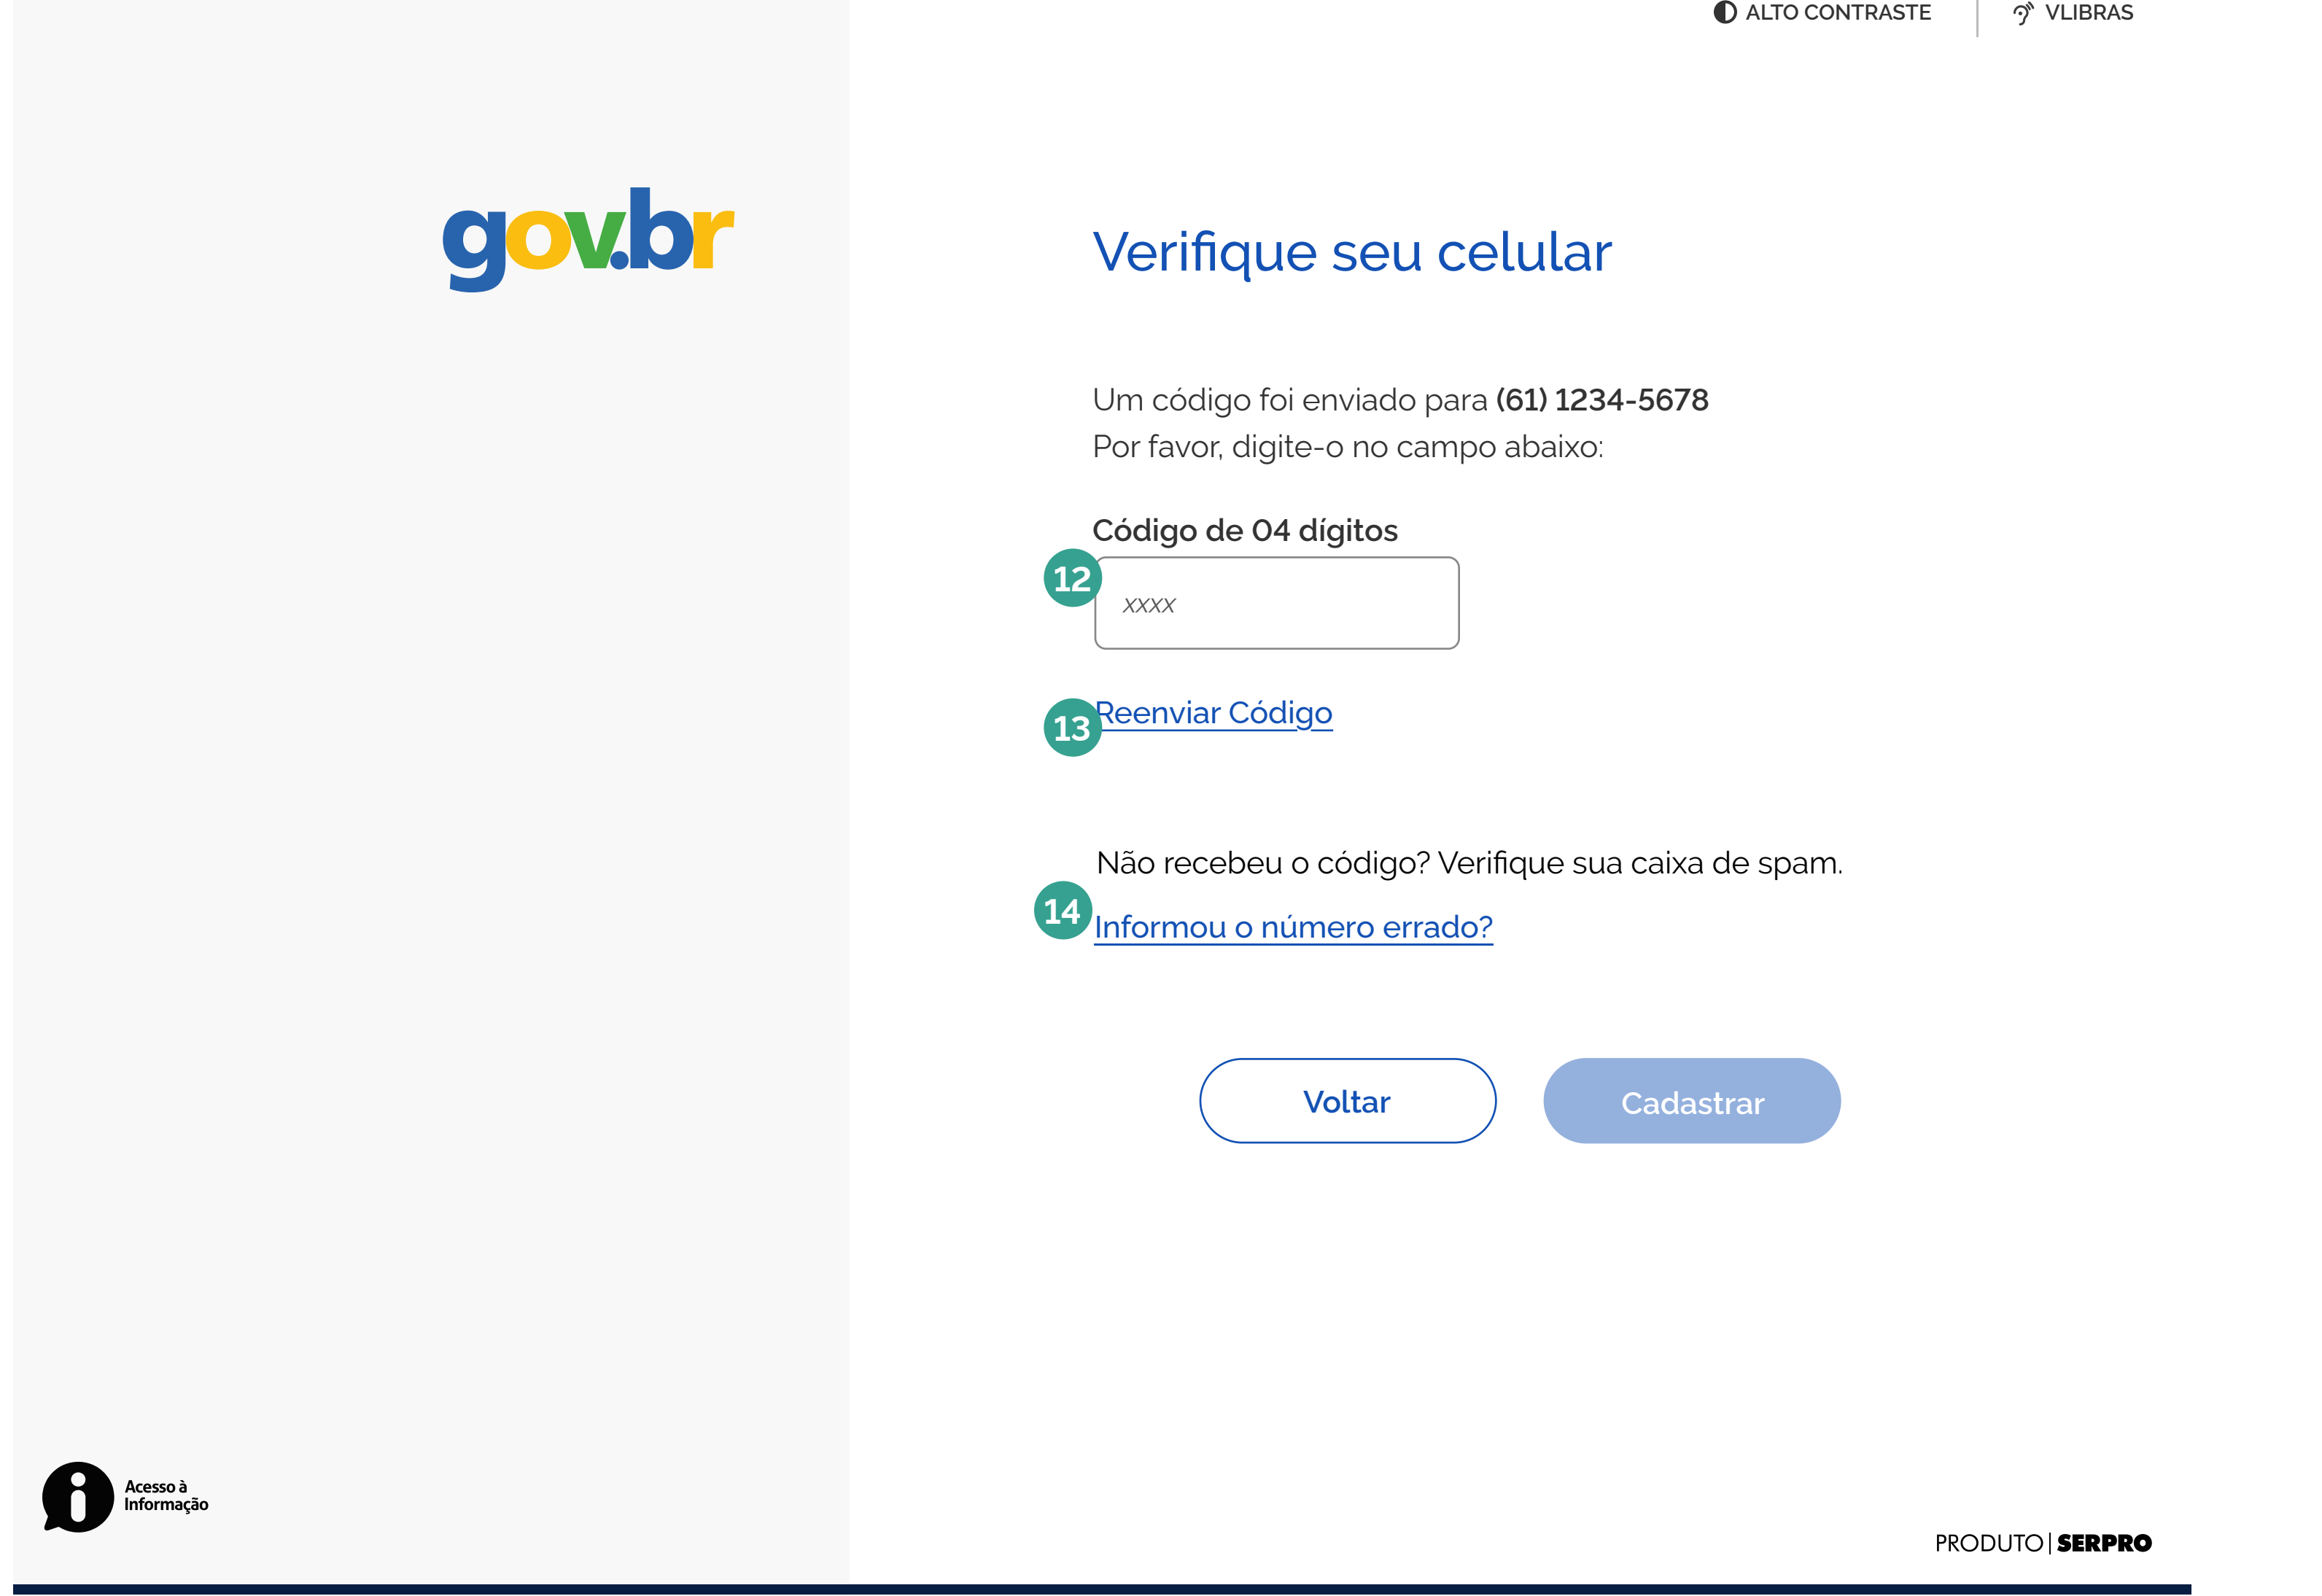 ALTO CONTRASTE
VLIBRAS
gov.br
Verifique seu celular
Um código foi enviado para (61) 1234-5678
Por favor, digite-o no campo abaixo:
Código de 04 dígitos
12
xxxx
13
Reenviar Código
Não recebeu o código? Verifique sua caixa de spam.
14
Informou o número errado?
Voltar
Cadastrar
Acesso à
Informação
PRODUTO | SERPRO